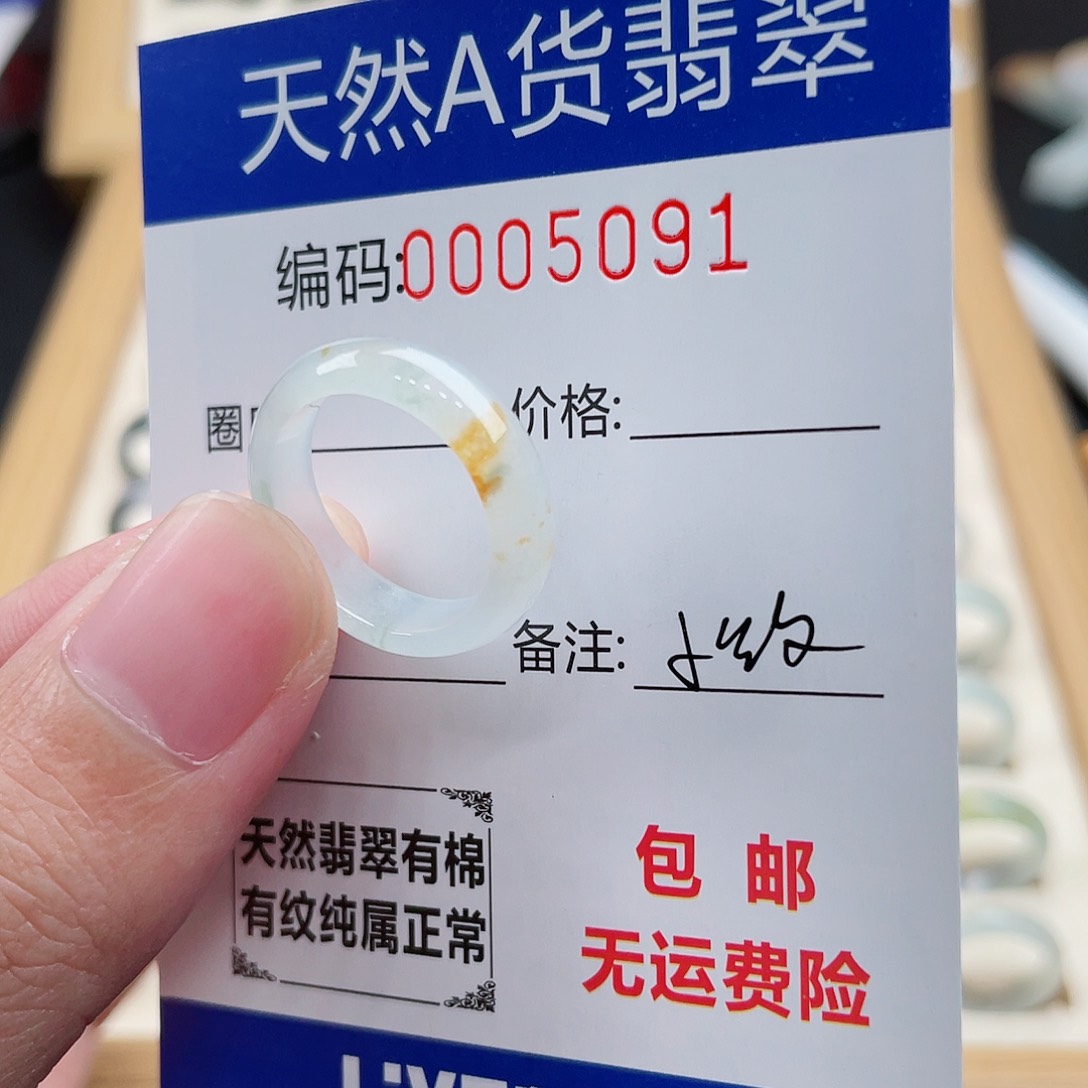 天然A货翡翠
编码:0005091
圈
价格:
备注:
天然翡翠有棉
有纹纯属正常
包邮
无运费险